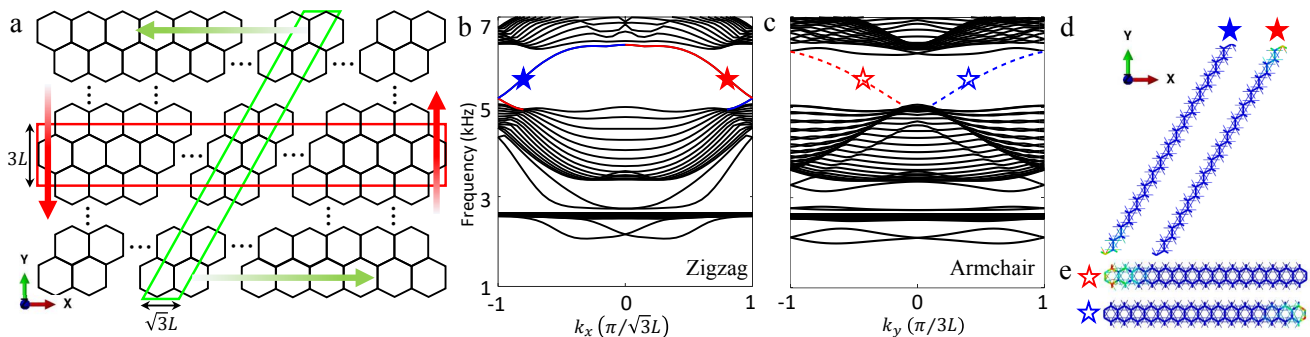 a
3L
√3L
Y
X
b
7
5
3
1
Frequency (kHz)
Zigzag
-1
0
1
k_x (π/√3L)
c
Armchair
-1
0
1
k_y (π/3L)
d
Y
X
e